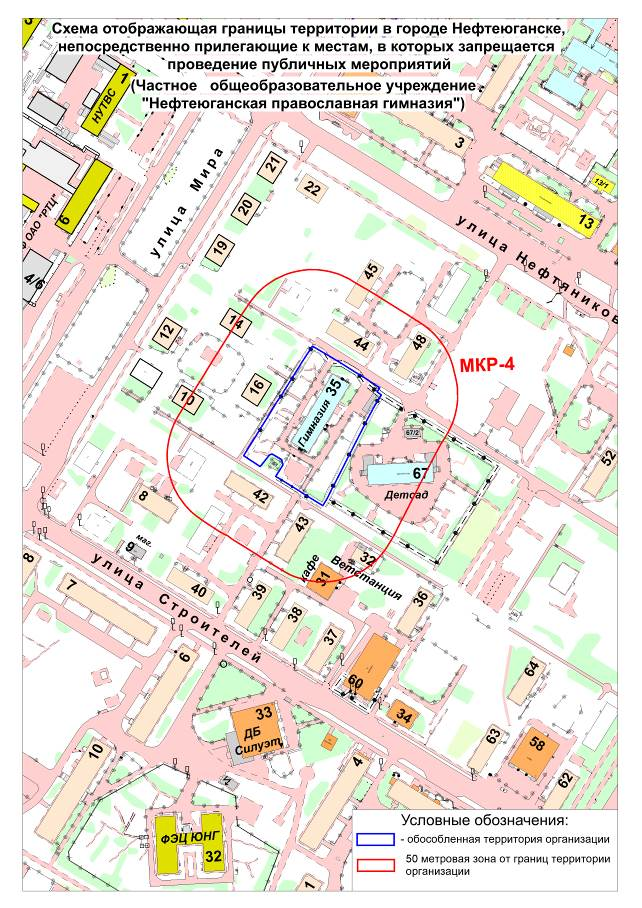 Схема отображающая границы территории в городе Нефтеюганске,
непосредственно прилегающие к местам, в которых запрещается
проведение публичных мероприятий
(Частное общеобразовательное учреждение
"Нефтеюганская православная гимназия")
НУТВС
1
3
13/1
13
6
ОАО "РТЦ"
4/6
улица Мира
21
20
19
22
улица Нефтяников
45
14
12
44
48
МКР-4
10
16
Гимназия 35
67/2
67
Детсад
52
8
42
маг.
9
43
кафе
31
32
Ветстанция
8
7
улица Строителей
40
39
38
37
36
6
60
34
64
33
ДБ
Силуэт
63
58
62
10
4
ФЭЦ ЮНГ
32
1
Условные обозначения:
- обособленная территория организации
50 метровая зона от границ территории
организации